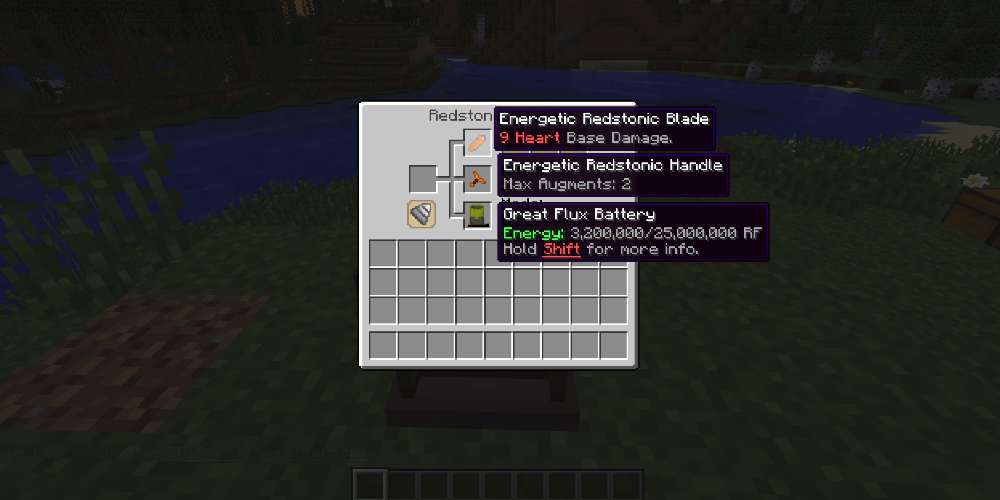 Redston
Energetic Redstonic Blade
9 Heart Base Damage.
Energetic Redstonic Handle
Max Augments: 2
Great Flux Battery
Energy: 3,200,000/25,000,000 RF
Hold Shift for more info.